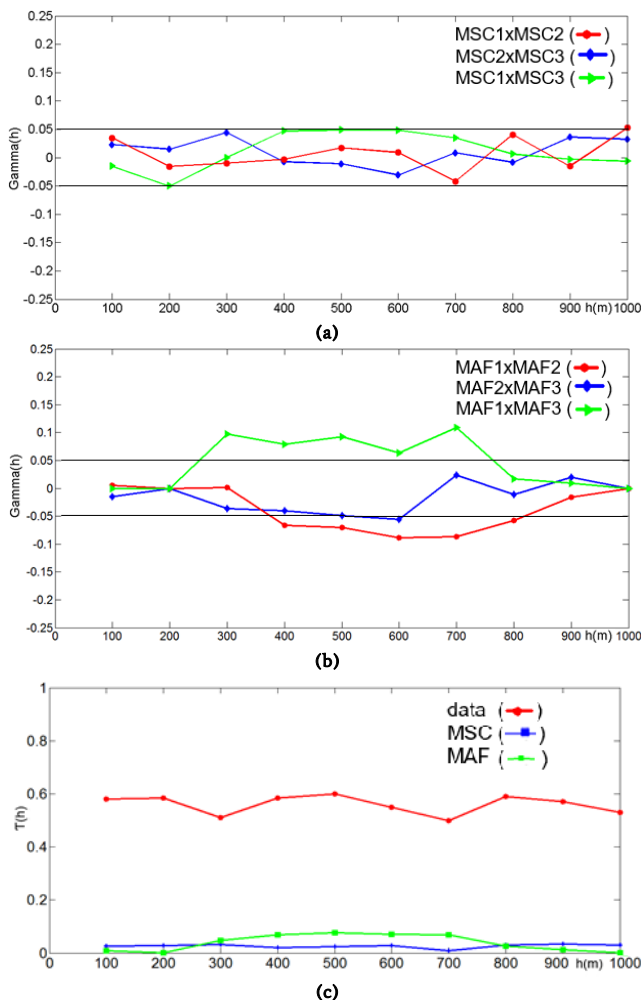 0.25
0.2
0.15
0.1
0.05
0
-0.05
-0.1
-0.15
-0.2
-0.25
Gamma(h)
MSC1xMSC2 ( )
MSC2xMSC3 ( )
MSC1xMSC3 ( )
0 100 200 300 400 500 600 700 800 900 h(m) 1000
(a)
0.25
0.2
0.15
0.1
0.05
0
-0.05
-0.1
-0.15
-0.2
-0.25
Gamma(h)
MAF1xMAF2 ( )
MAF2xMAF3 ( )
MAF1xMAF3 ( )
0 100 200 300 400 500 600 700 800 900 h(m) 1000
(b)
1
0.8
0.6
0.4
0.2
0
τ(h)
data ( )
MSC ( )
MAF ( )
0 100 200 300 400 500 600 700 800 900 h(m) 1000
(c)